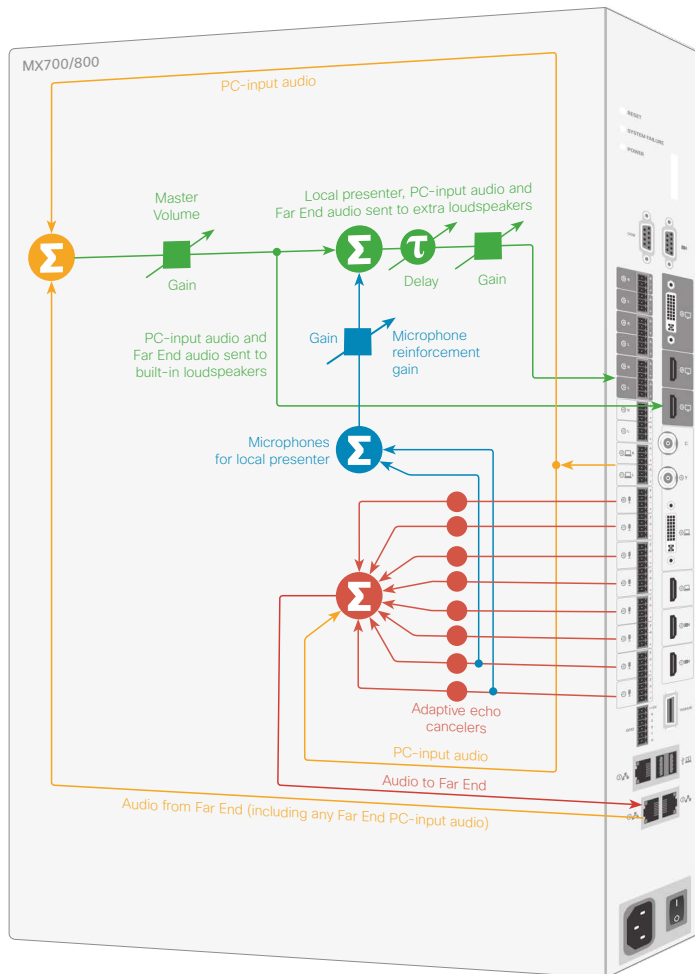 MX700/800
PC-input audio
RESET
SYSTEM FAILURE
POWER
Master
Volume
Local presenter, PC-input audio and
Far End audio sent to extra loudspeakers
Σ
Σ
τ
Gain
Delay
Gain
PC-input audio and
Far End audio sent to
built-in loudspeakers
Gain
Microphone
reinforcement
gain
Microphones
for local presenter
Σ
Σ
Adaptive echo
cancelers
PC-input audio
Audio to Far End
Audio from Far End (including any Far End PC-input audio)